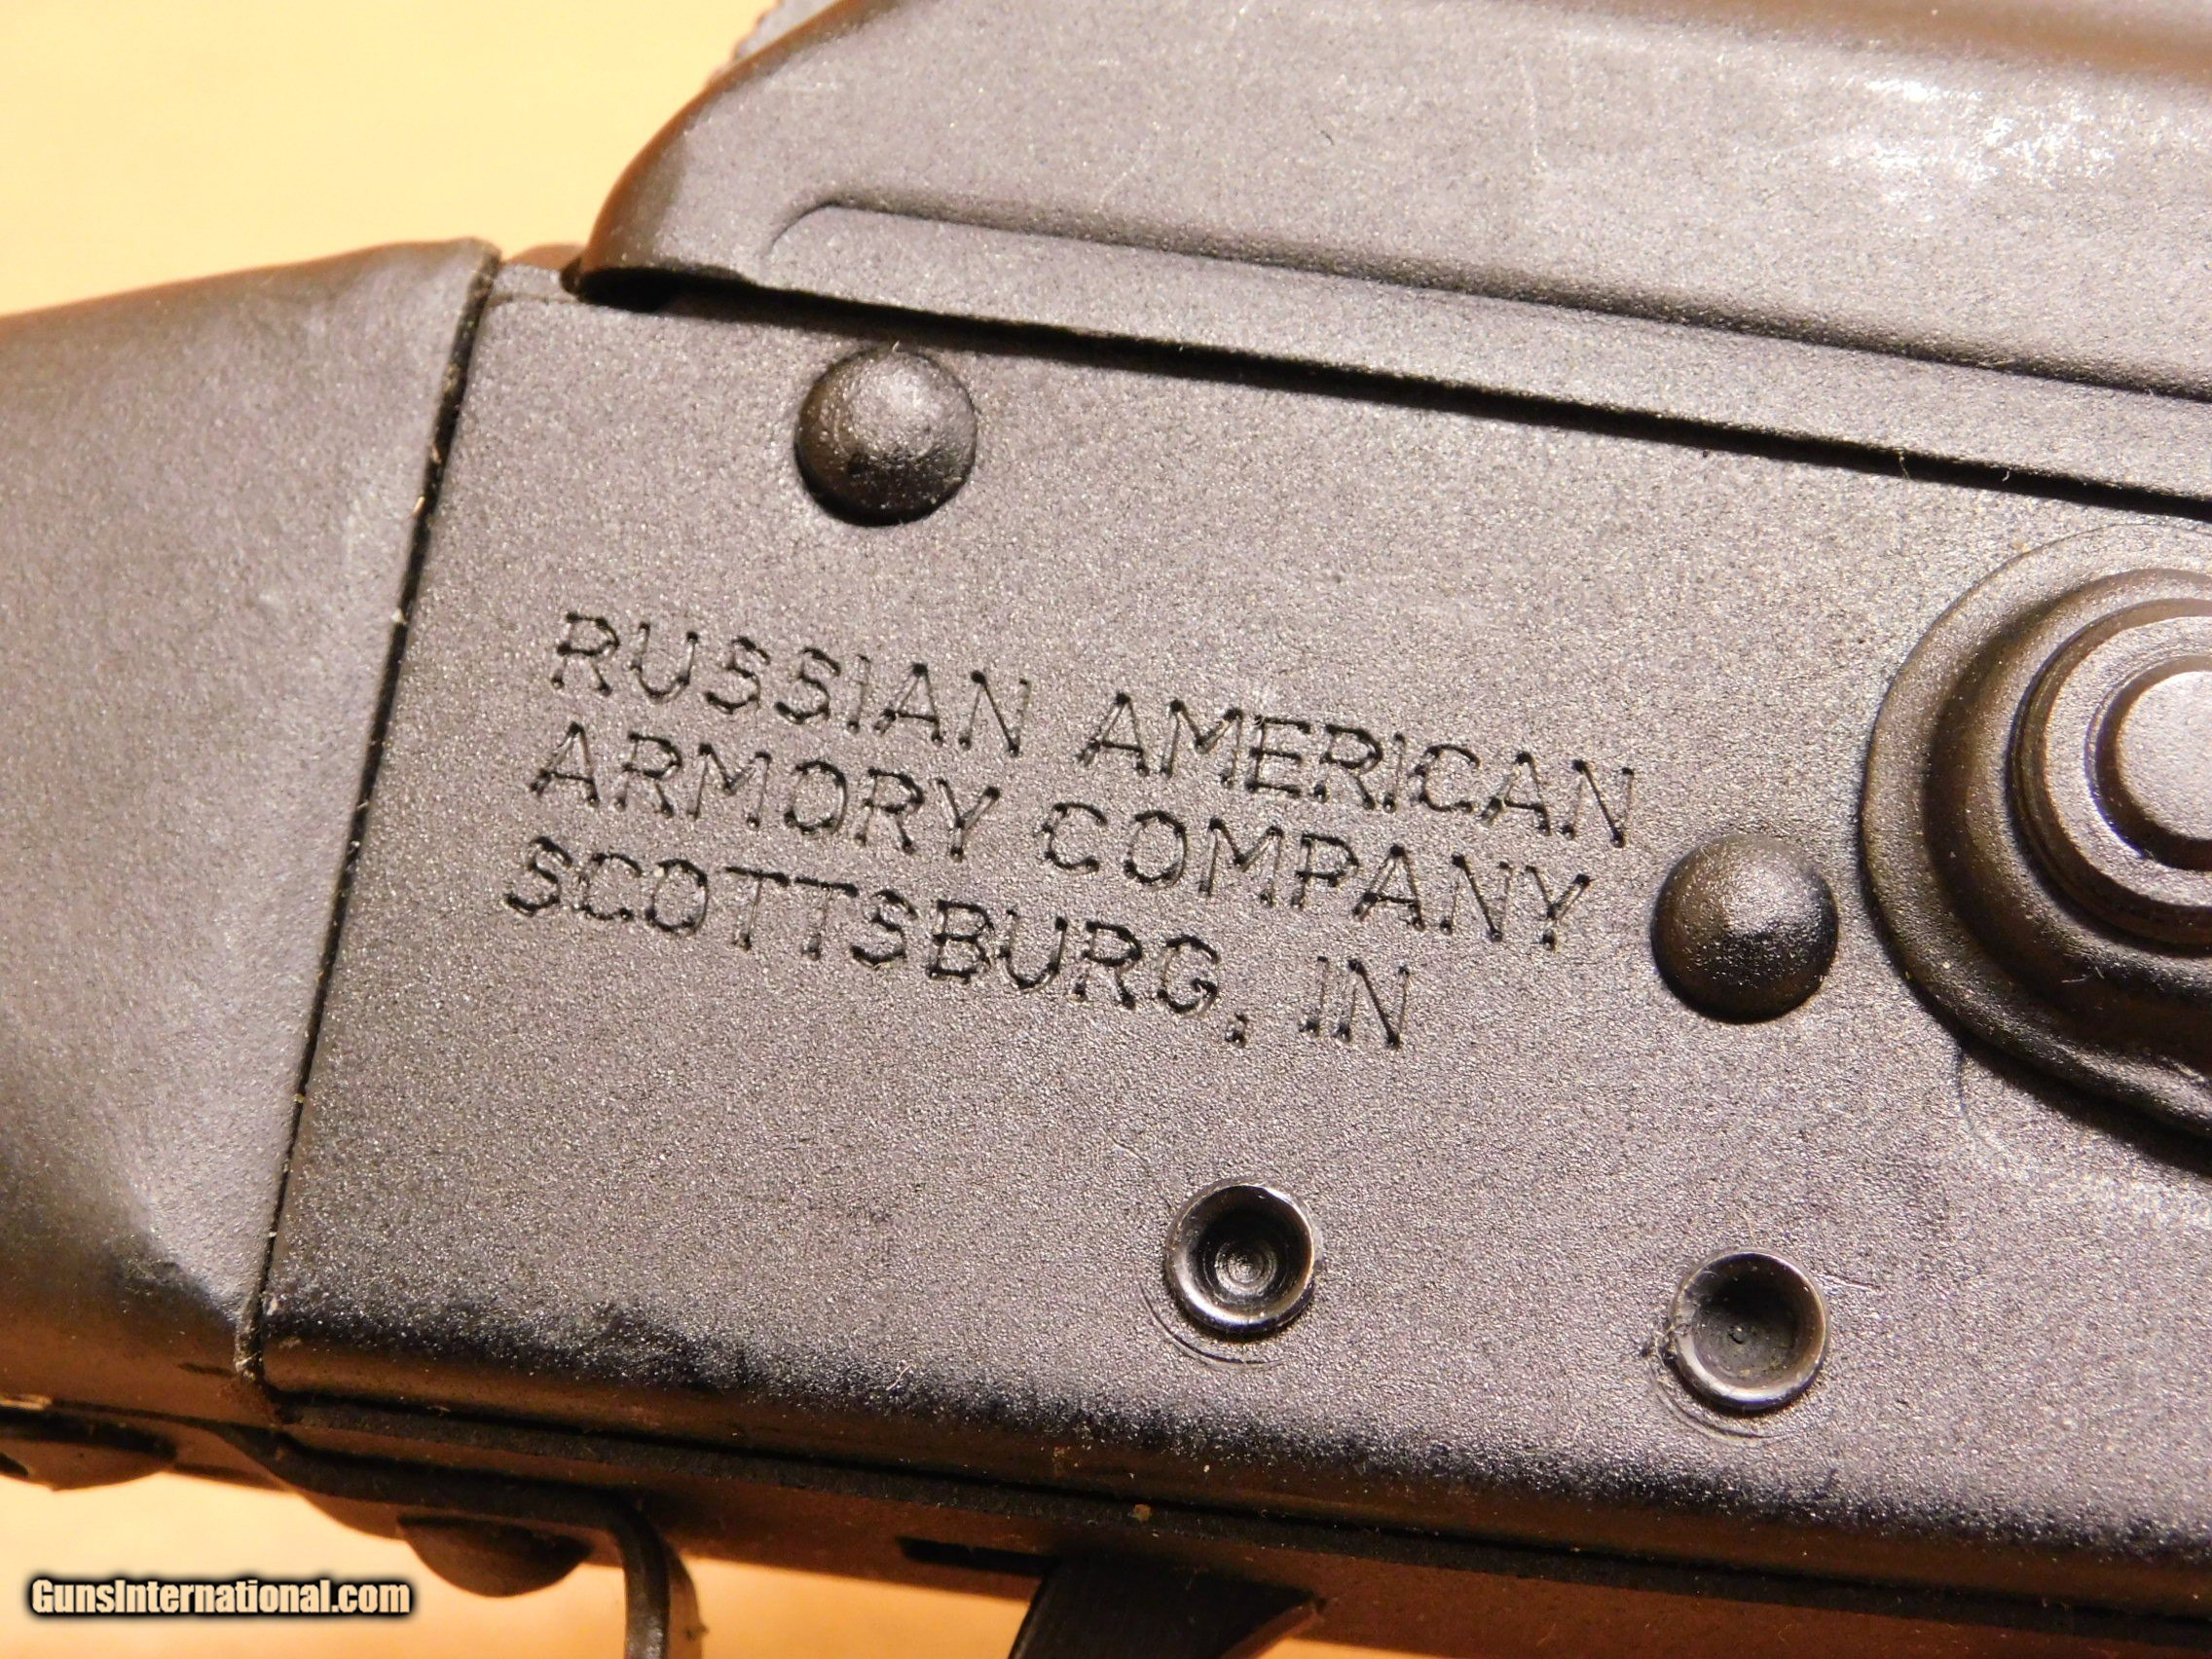 RUSSIAN AMERICAN
ARMORY COMPANY
SCOTTSBURG, IN
GunsInternational.com